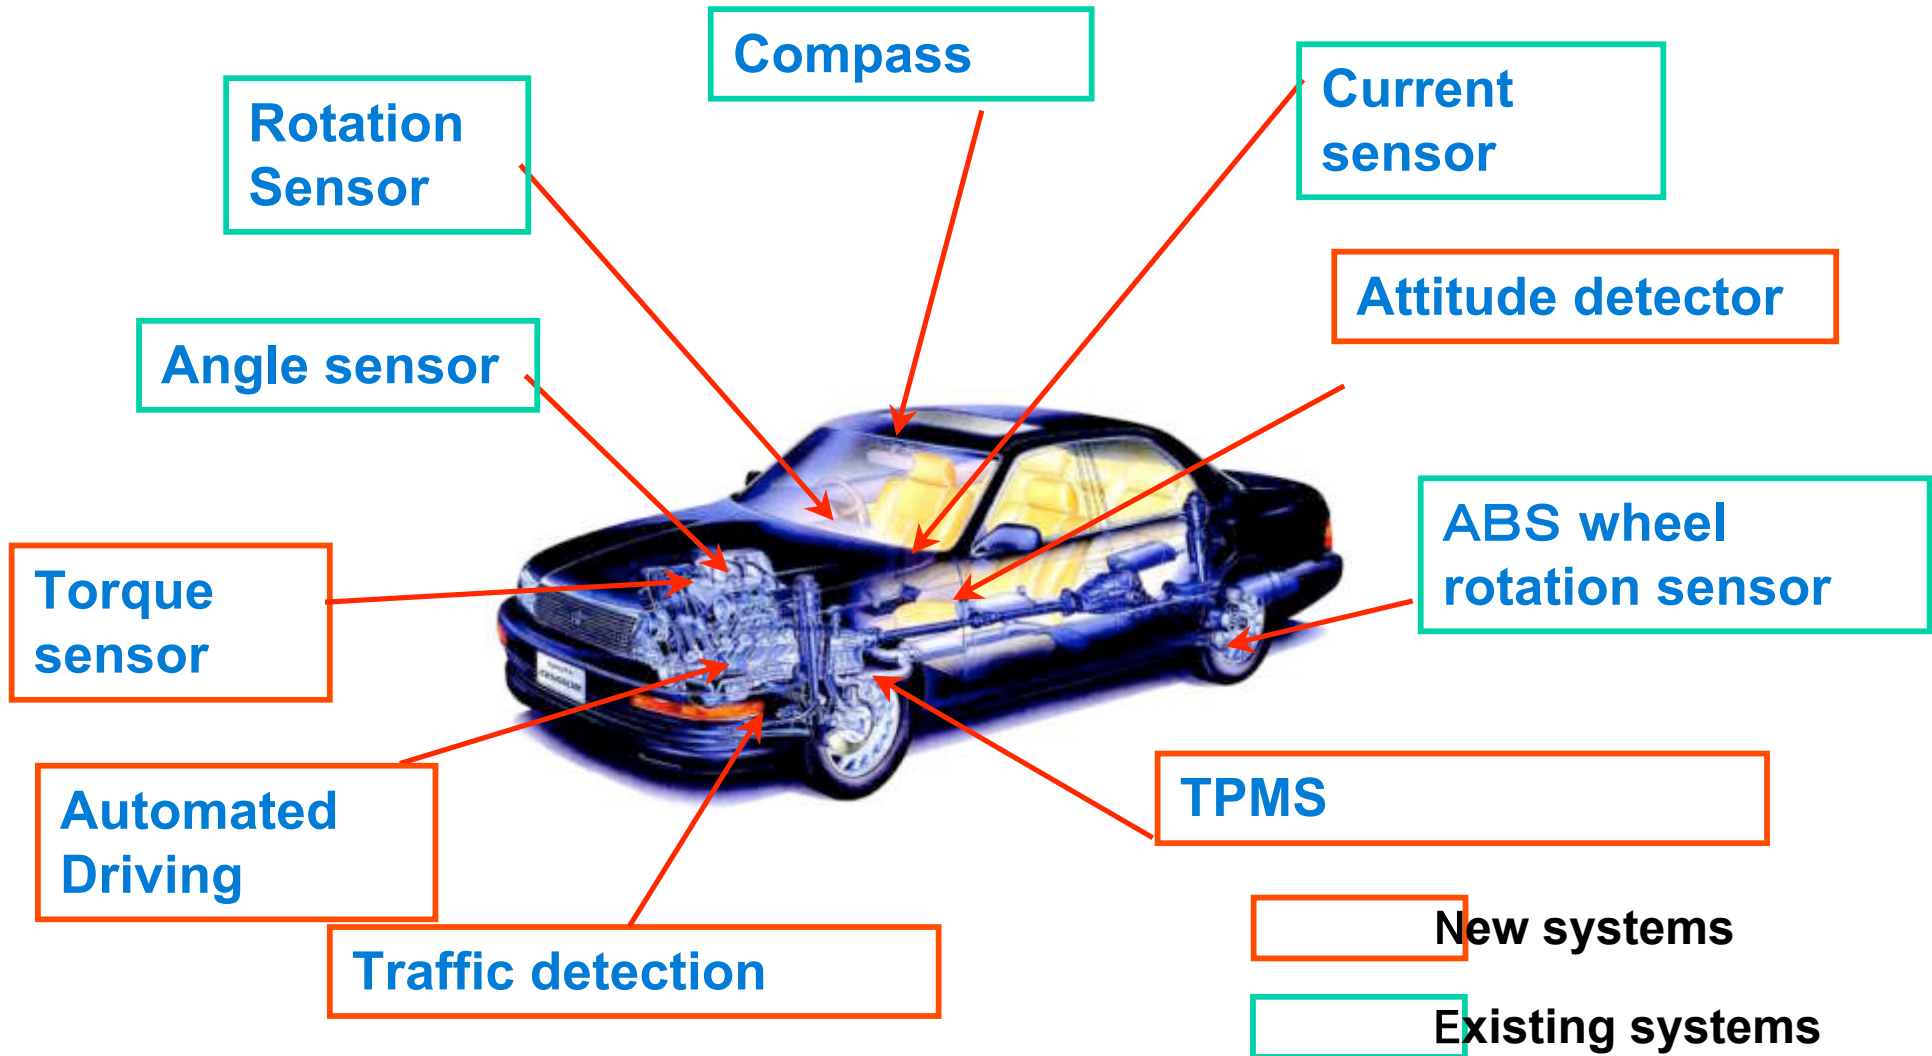 Compass
Current
sensor
Rotation
Sensor
Attitude detector
Angle sensor
ABS wheel
rotation sensor
Torque
sensor
TPMS
Automated
Driving
Traffic detection
New systems
Existing systems